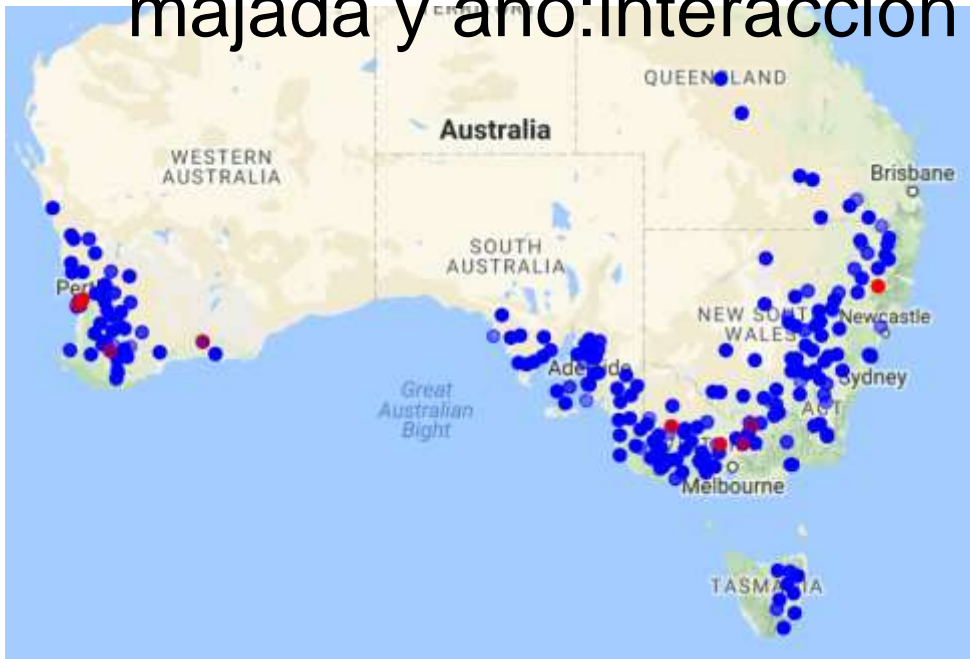 majada y año:interacción
QUEENSLAND
Australia
WESTERN
AUSTRALIA
Brisbane
SOUTH
AUSTRALIA
Perth
NEW SOUTH
WALES
Newcastle
Adelaide
Great
Australian
Bight
Sydney
ACT
Melbourne
TASMANIA